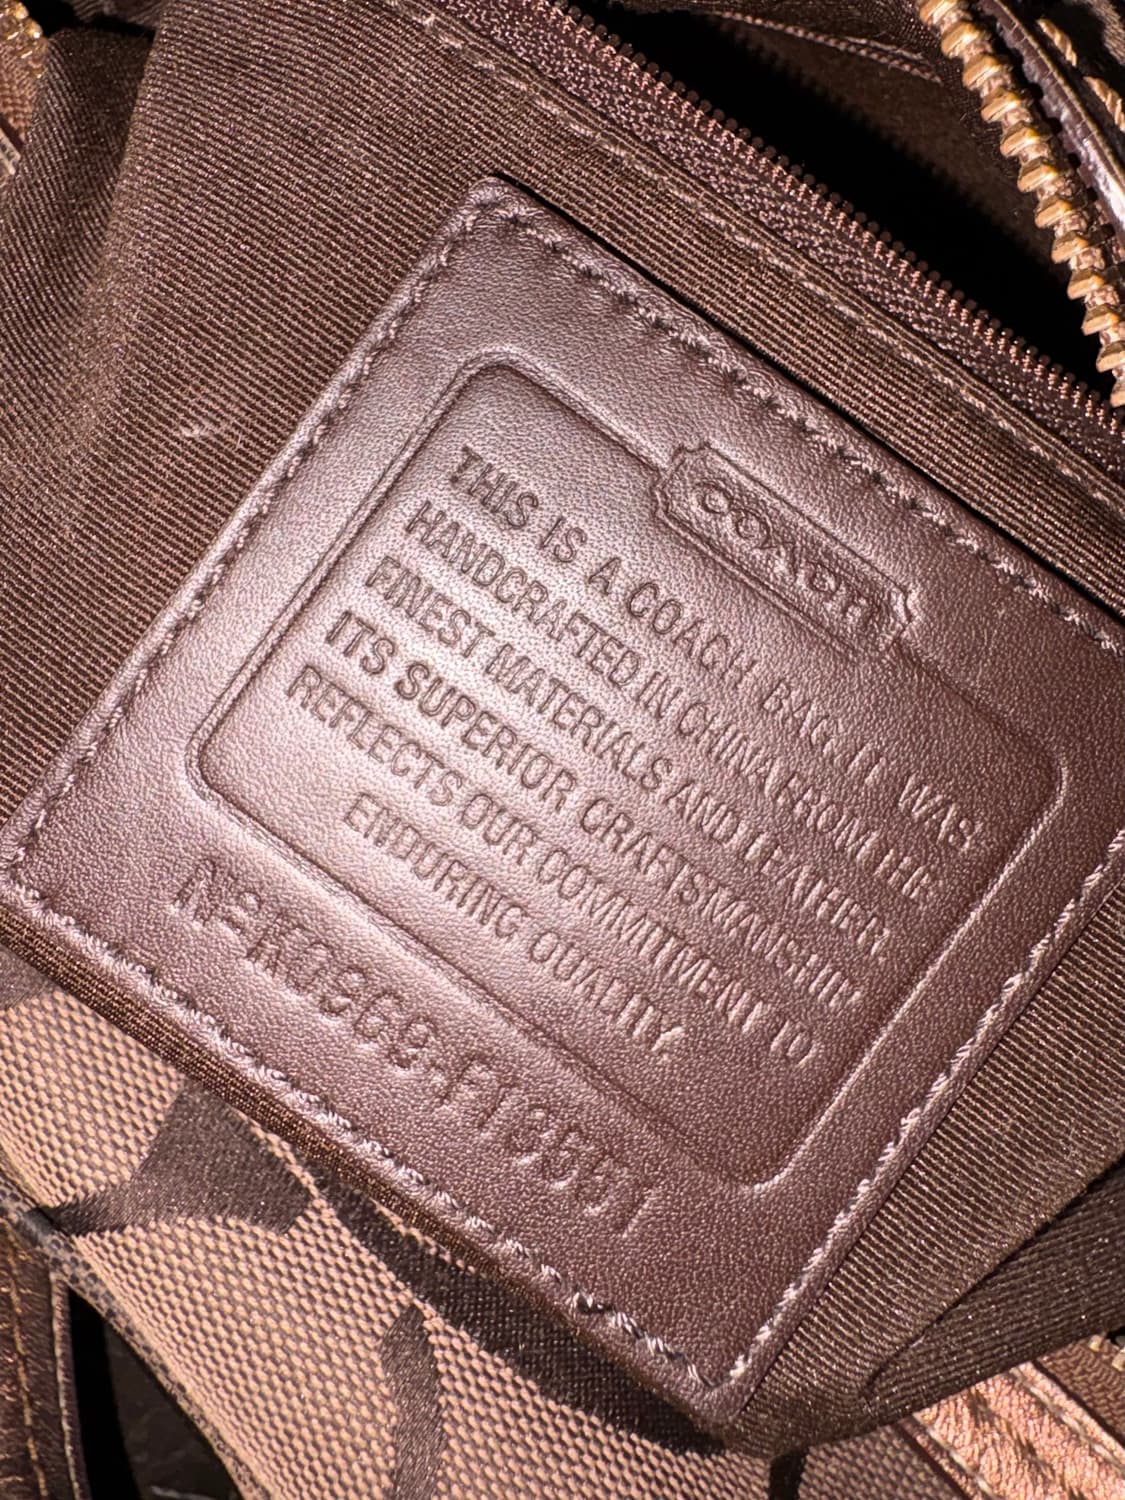 COACH
THIS IS A COACH BAG. IT WAS
HANDCRAFTED IN CHINA FROM THE
FINEST MATERIALS AND LEATHER.
ITS SUPERIOR CRAFTSMANSHIP
REFLECTS OUR COMMITMENT TO
ENDURING QUALITY.